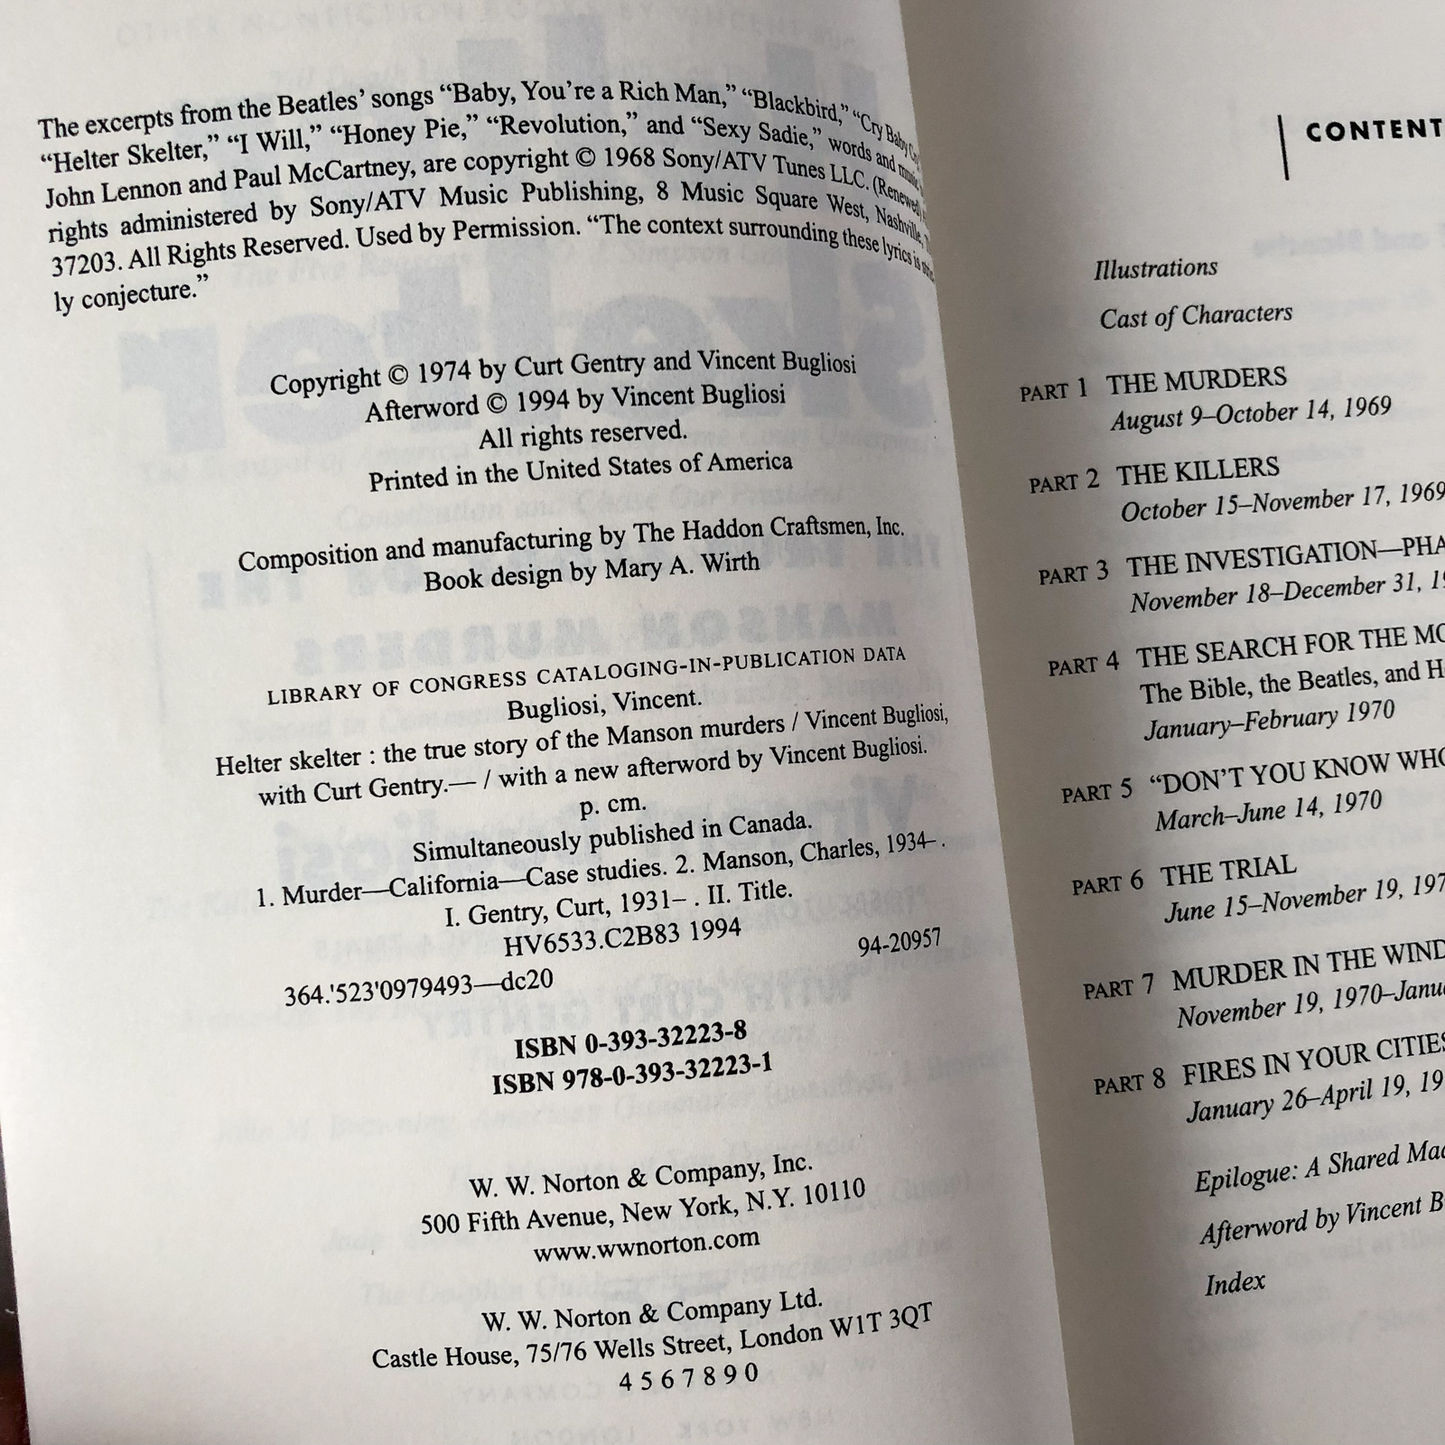 The excerpts from the Beatles' songs “Baby, You're a Rich Man,” “Blackbird,” “Cry Baby Cry
“Helter Skelter,” “I Will,” “Honey Pie,” “Revolution,” and “Sexy Sadie,” words and music
John Lennon and Paul McCartney, are copyright © 1968 Sony/ATV Tunes LLC. (Renewed)
rights administered by Sony/ATV Music Publishing, 8 Music Square West, Nashville,
37203. All Rights Reserved. Used by Permission. “The context surrounding these lyrics is
ly conjecture.”
Copyright © 1974 by Curt Gentry and Vincent Bugliosi
Afterword © 1994 by Vincent Bugliosi
All rights reserved.
Printed in the United States of America
Composition and manufacturing by The Haddon Craftsmen, Inc.
Book design by Mary A. Wirth
LIBRARY OF CONGRESS CATALOGING-IN-PUBLICATION DATA
Bugliosi, Vincent.
Helter skelter : the true story of the Manson murders / Vincent Bugliosi,
with Curt Gentry.— / with a new afterword by Vincent Bugliosi.
p. cm.
Simultaneously published in Canada.
1. Murder—California—Case studies. 2. Manson, Charles, 1934– .
I. Gentry, Curt, 1931– . II. Title.
HV6533.C2B83 1994
94-20957
364.'523'0979493—dc20
ISBN 0-393-32223-8
ISBN 978-0-393-32223-1
W. W. Norton & Company, Inc.
500 Fifth Avenue, New York, N.Y. 10110
www.wwnorton.com
W. W. Norton & Company Ltd.
Castle House, 75/76 Wells Street, London W1T 3QT
4 5 6 7 8 9 0
CONTENT
Illustrations
Cast of Characters
PART 1 THE MURDERS
August 9–October 14, 1969
PART 2 THE KILLERS
October 15–November 17, 1969
PART 3 THE INVESTIGATION—PHA
November 18–December 31, 1
PART 4 THE SEARCH FOR THE MO
The Bible, the Beatles, and H
January–February 1970
PART 5 “DON'T YOU KNOW WHO
March–June 14, 1970
PART 6 THE TRIAL
June 15–November 19, 197
PART 7 MURDER IN THE WIND
November 19, 1970–Janu
PART 8 FIRES IN YOUR CITIES
January 26–April 19, 19
Epilogue: A Shared Mad
Afterword by Vincent B
Index